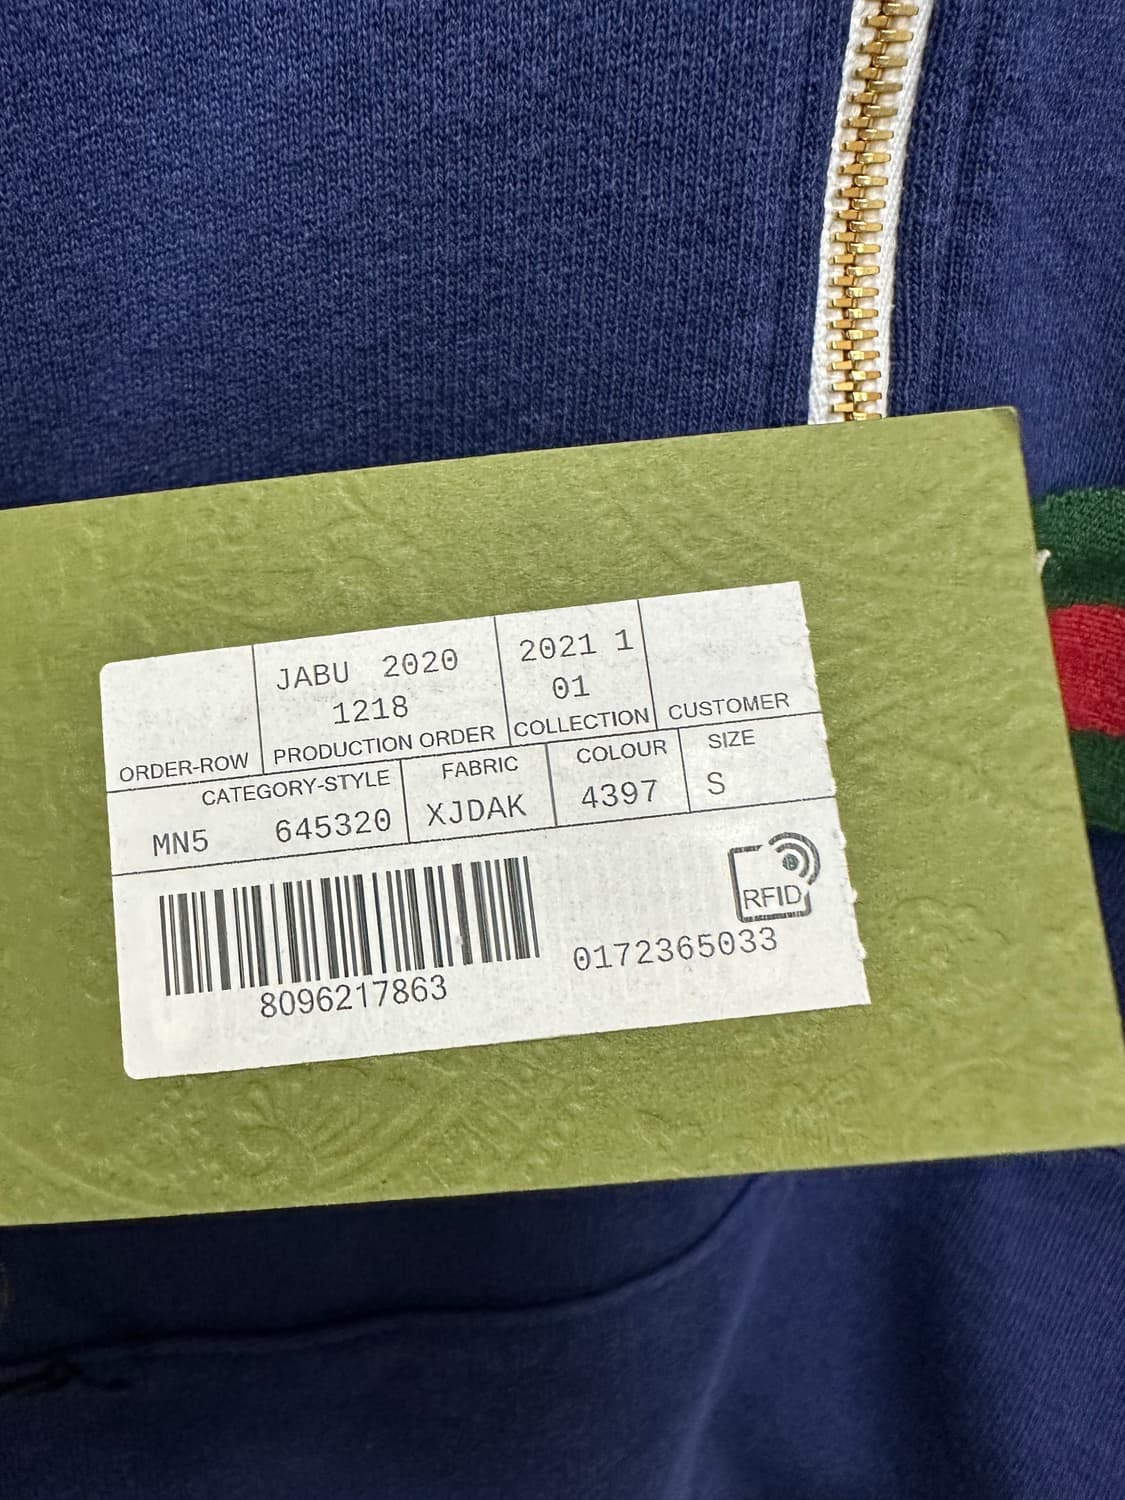 JABU 2020
1218
2021 1
01
ORDER-ROW
PRODUCTION ORDER
COLLECTION
CUSTOMER
CATEGORY-STYLE
FABRIC
COLOUR
SIZE
MN5 645320
XJDAK
4397
S
RFID
8096217863
0172365033